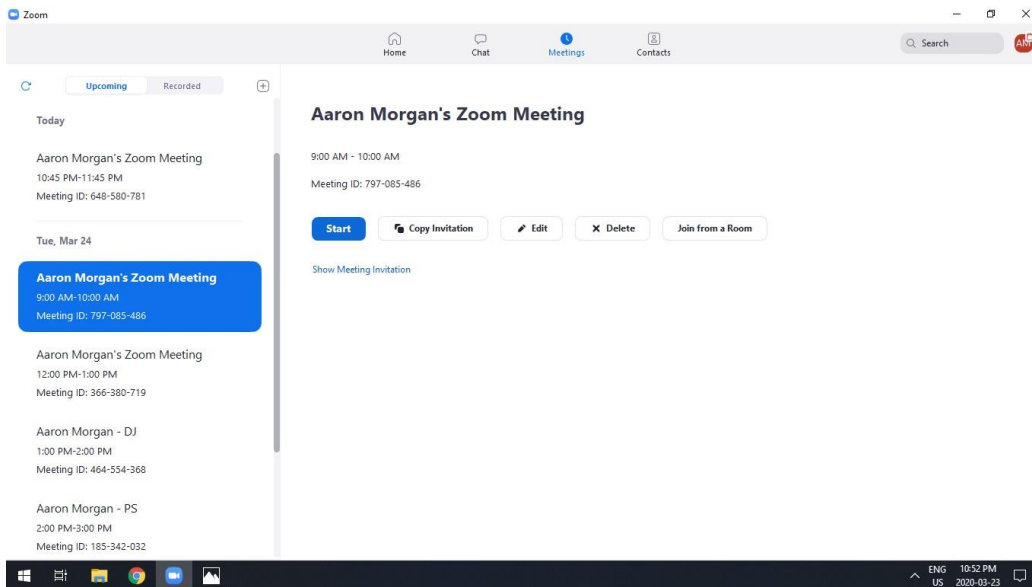 Zoom
Home
Chat
Meetings
Contacts
Search
AM
Upcoming
Recorded
Today
Aaron Morgan's Zoom Meeting
10:45 PM-11:45 PM
Meeting ID: 648-580-781
Tue, Mar 24
Aaron Morgan's Zoom Meeting
9:00 AM-10:00 AM
Meeting ID: 797-085-486
Aaron Morgan's Zoom Meeting
12:00 PM-1:00 PM
Meeting ID: 366-380-719
Aaron Morgan - DJ
1:00 PM-2:00 PM
Meeting ID: 464-554-368
Aaron Morgan - PS
2:00 PM-3:00 PM
Meeting ID: 185-342-032
Aaron Morgan's Zoom Meeting
9:00 AM - 10:00 AM
Meeting ID: 797-085-486
Start
Copy Invitation
Edit
Delete
Join from a Room
Show Meeting Invitation
ENG
US
10:52 PM
2020-03-23